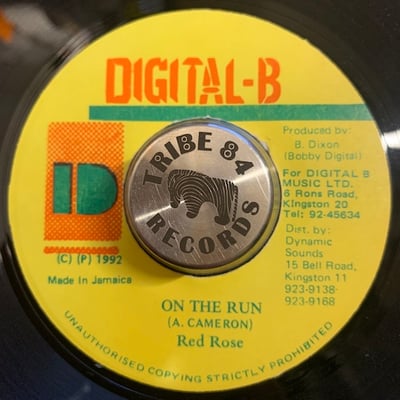 DIGITAL-B
Produced by:
B. Dixon
(Bobby Digital)
For DIGITAL B
MUSIC LTD.
6 Rons Road,
Kingston 20
Tel: 92-45634
Dist. by:
Dynamic
Sounds
15 Bell Road,
Kingston 11
923-9138-
923-9168
ID
(C) (P) 1992
Made in Jamaica
TRIBE 84
RECORDS
ON THE RUN
(A. CAMERON)
Red Rose
UNAUTHORISED COPYING STRICTLY PROHIBITED